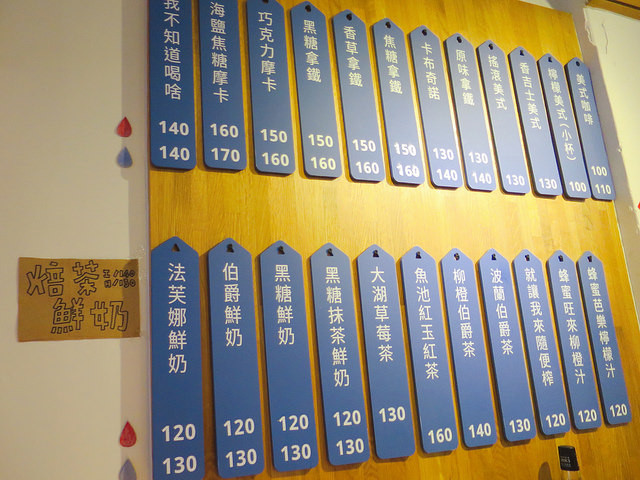 美式咖啡
100
110
檸檬美式(小杯)
100
香吉士美式
130
搖滾美式
130
原味拿鐵
130
140
卡布奇諾
130
140
焦糖拿鐵
150
160
香草拿鐵
150
160
黑糖拿鐵
150
160
巧克力摩卡
150
160
海鹽焦糖摩卡
160
170
我不知道喝啥
140
140
蜂蜜芭樂檸檬汁
120
蜂蜜旺來柳橙汁
120
就讓我來隨便榨
120
波蘭伯爵茶
130
柳橙伯爵茶
140
魚池紅玉紅茶
160
大湖草莓茶
130
黑糖抹茶鮮奶
120
130
黑糖鮮奶
120
130
伯爵鮮奶
120
130
法芙娜鮮奶
120
130
焙茶
鮮奶